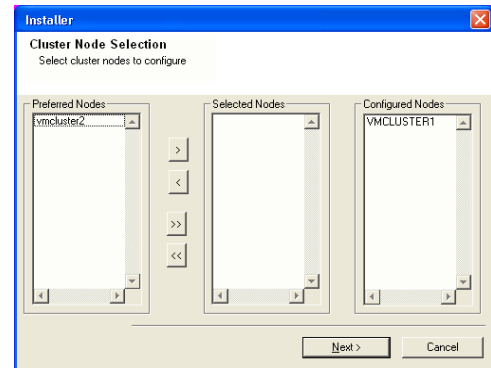 Installer
Cluster Node Selection
Select cluster nodes to configure
Preferred Nodes
vmcluster2
>
<
>>
<<
Selected Nodes
Configured Nodes
VMCLUSTER1
Next >
Cancel